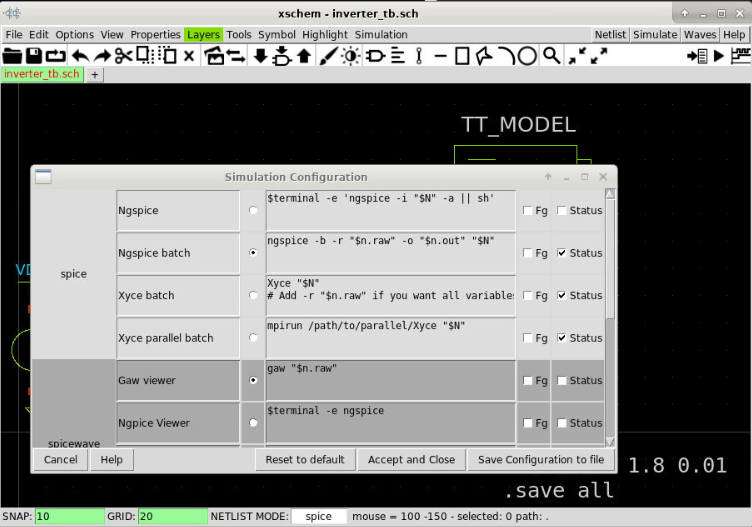 xschem - inverter_tb.sch
File Edit Options View Properties Layers Tools Symbol Highlight Simulation Netlist Simulate Waves Help
inverter_tb.sch +
TT_MODEL
Simulation Configuration
Ngspice $terminal -e 'ngspice -i "$N" -a || sh' Fg Status
Ngspice batch ngspice -b -r "$n.raw" -o "$n.out" "$N" Fg Status
spice
Xyce batch Xyce "$N" Fg Status
# Add -r "$n.raw" if you want all variables
Xyce parallel batch mpirun /path/to/parallel/Xyce "$N" Fg Status
Gaw viewer gaw "$n.raw" Fg Status
Ngpice Viewer $terminal -e ngspice Fg Status
spicewave
Cancel Help Reset to default Accept and Close Save Configuration to file
VD
1.8 0.01
.save all
SNAP: 10 GRID: 20 NETLIST MODE: spice mouse = 100 -150 - selected: 0 path: .